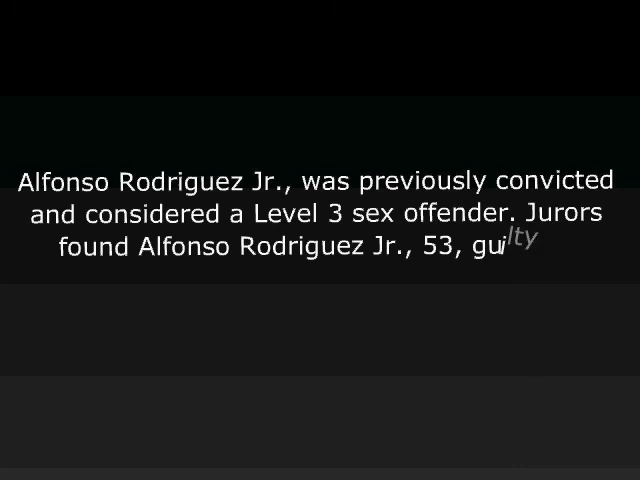 Alfonso Rodriguez Jr., was previously convicted
and considered a Level 3 sex offender. Jurors
found Alfonso Rodriguez Jr., 53, guilty